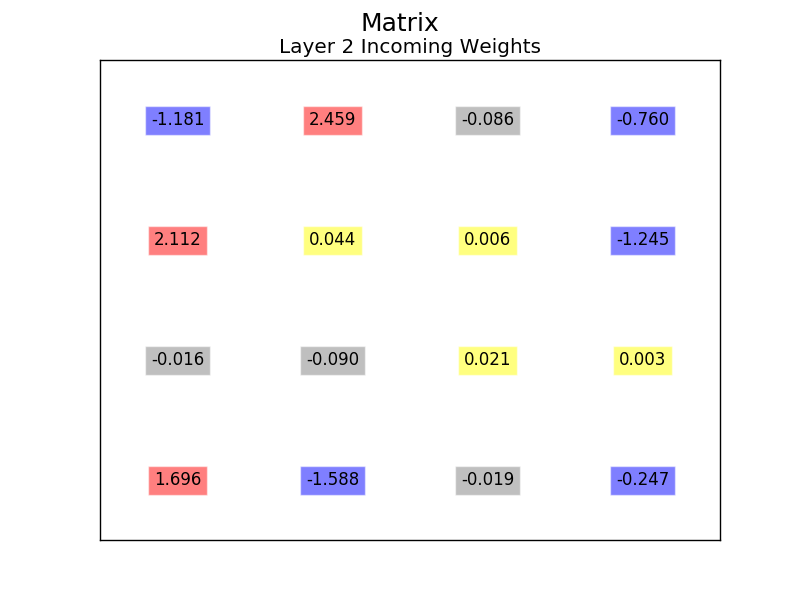 Matrix
Layer 2 Incoming Weights
-1.181 2.459 -0.086 -0.760
2.112 0.044 0.006 -1.245
-0.016 -0.090 0.021 0.003
1.696 -1.588 -0.019 -0.247